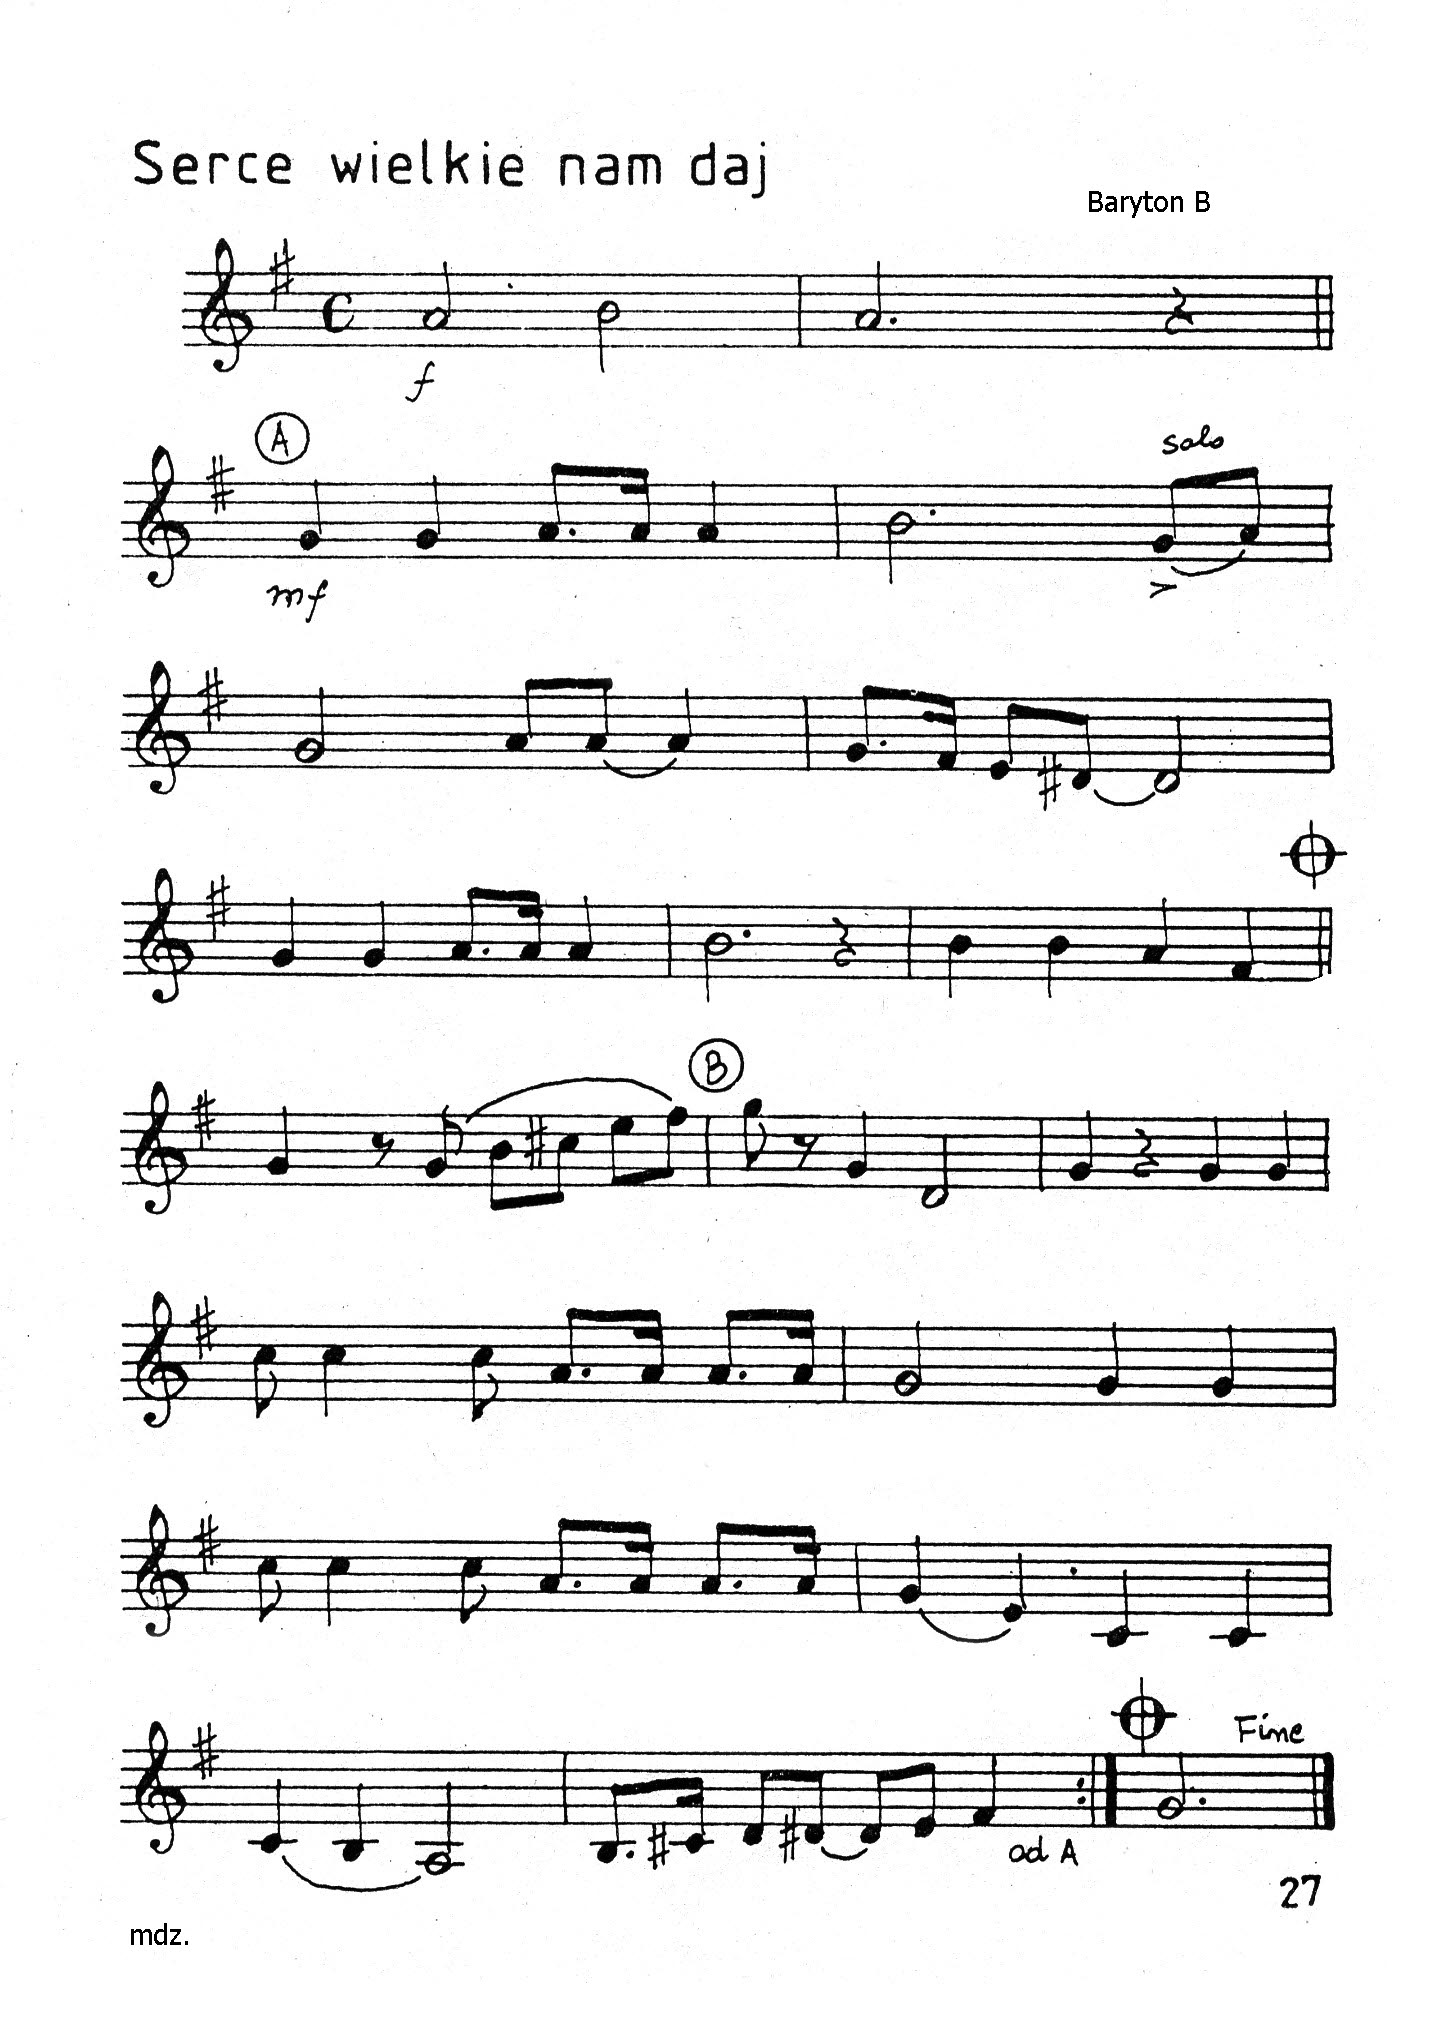 Serce wielkie nam daj
Baryton B
f
A
solo
mf
B
Fine
od A
27
mdz.